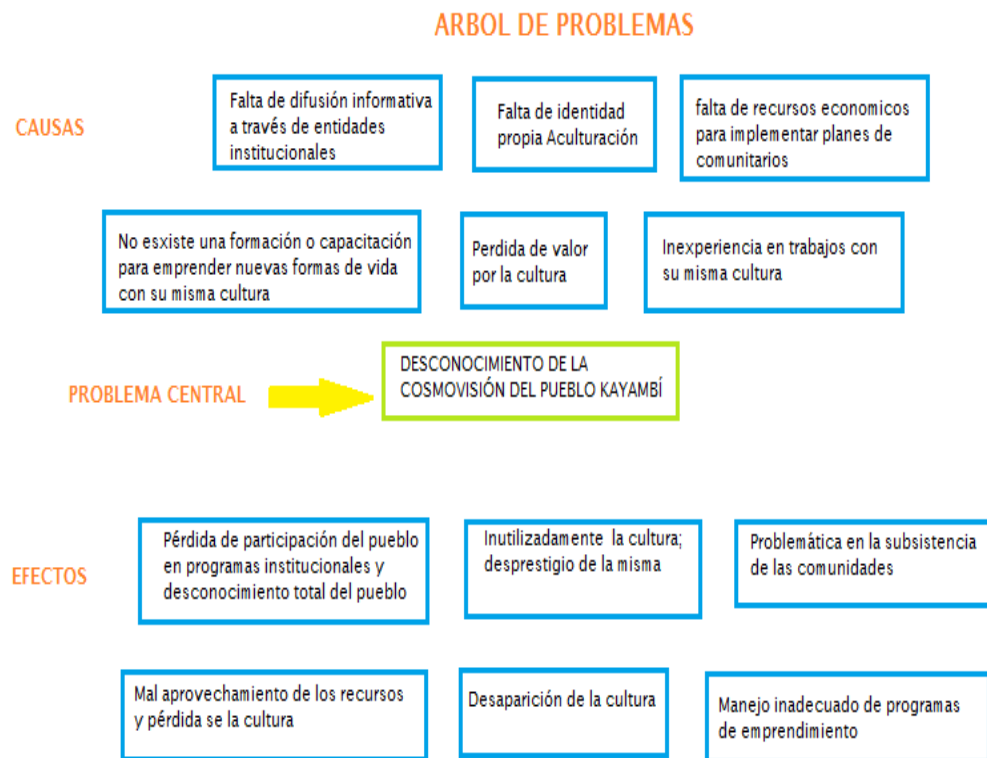 ARBOL DE PROBLEMAS
CAUSAS
Falta de difusión informativa
a través de entidades
institucionales
Falta de identidad
propia Aculturación
falta de recursos economicos
para implementar planes de
comunitarios
No esxiste una formación o capacitación
para emprender nuevas formas de vida
con su misma cultura
Perdida de valor
por la cultura
Inexperiencia en trabajos con
su misma cultura
PROBLEMA CENTRAL
DESCONOCIMIENTO DE LA
COSMOVISIÓN DEL PUEBLO KAYAMBÍ
EFECTOS
Pérdida de participación del pueblo
en programas institucionales y
desconocimiento total del pueblo
Inutilizadamente la cultura;
desprestigio de la misma
Problemática en la subsistencia
de las comunidades
Mal aprovechamiento de los recursos
y pérdida se la cultura
Desaparición de la cultura
Manejo inadecuado de programas
de emprendimiento